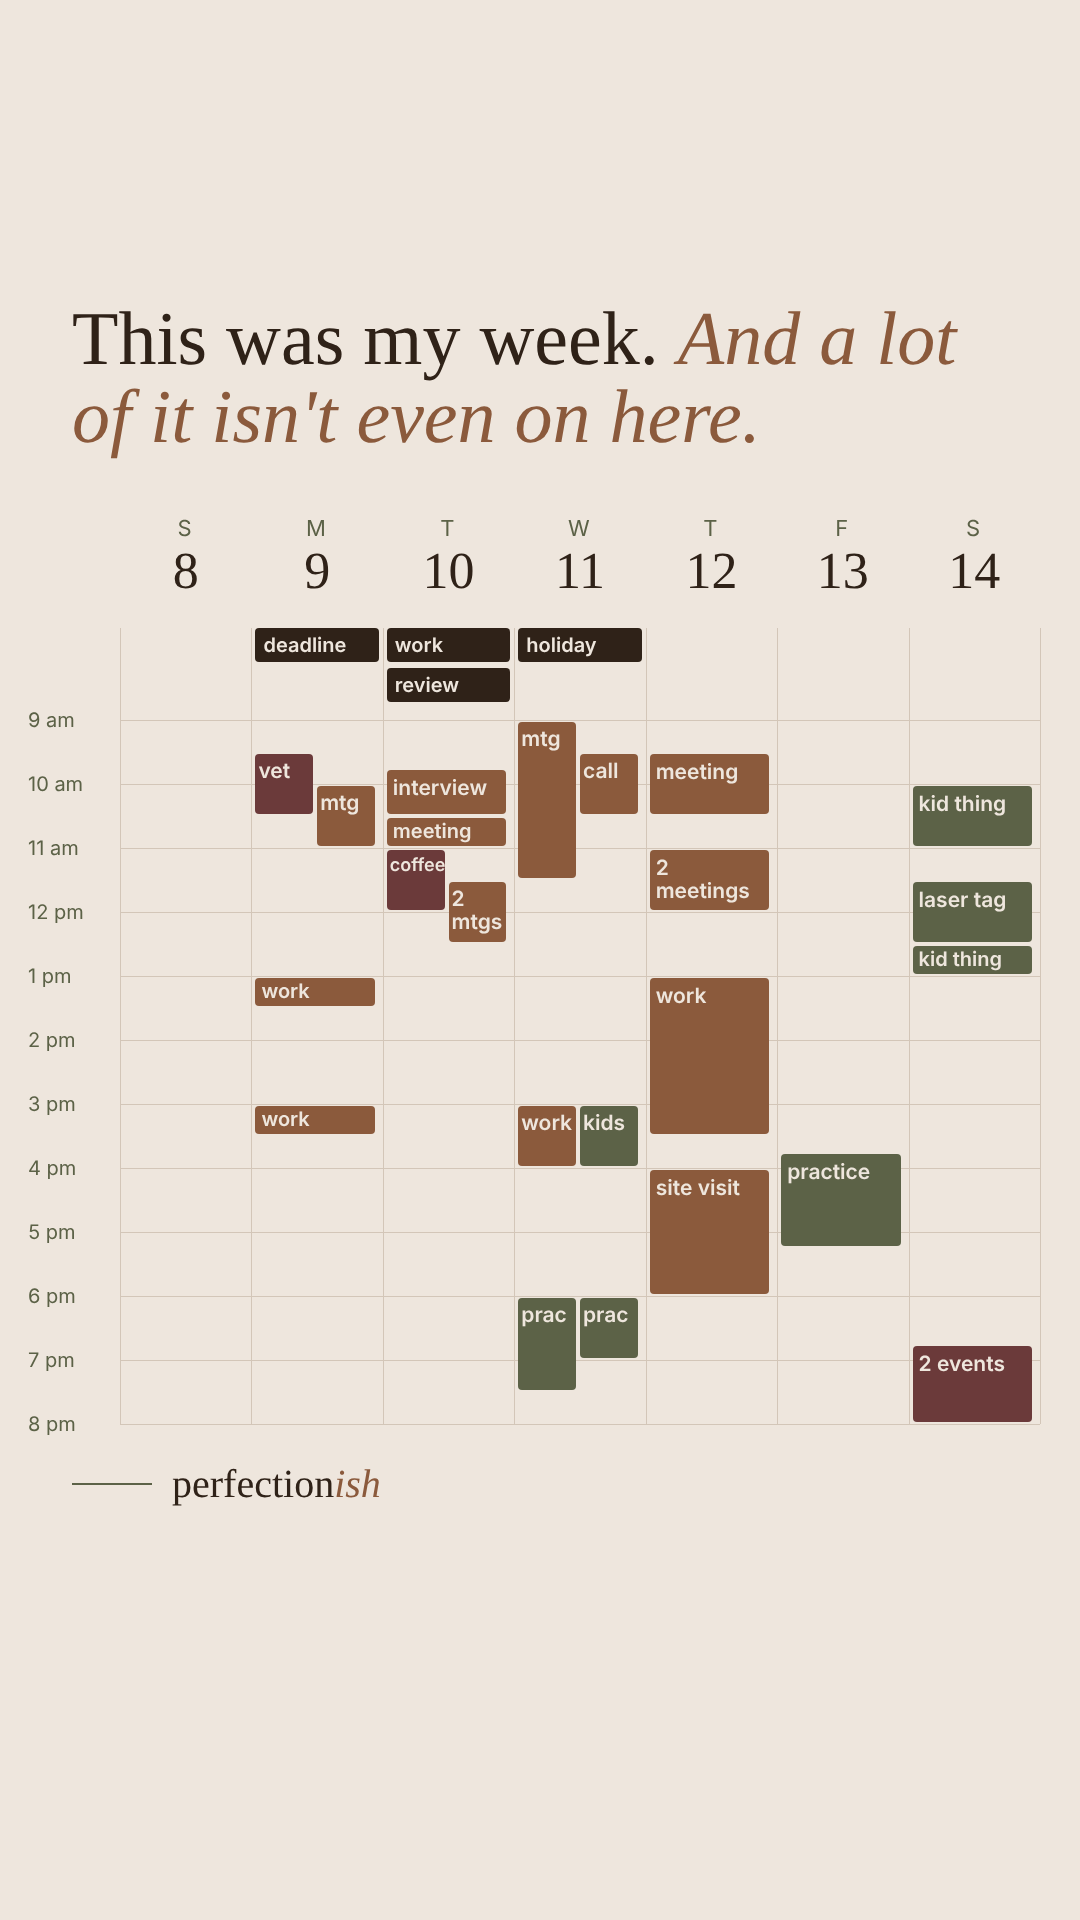 This was my week. And a lot
of it isn't even on here.
S M T W T F S
8 9 10 11 12 13 14
deadline work holiday
review
9 am
mtg
vet call meeting
10 am
interview
mtg kid thing
meeting
11 am
coffee 2
meetings
2 laser tag
mtgs
12 pm
kid thing
1 pm
work work
2 pm
3 pm
work work kids
4 pm
practice
site visit
5 pm
6 pm
prac prac
7 pm
2 events
8 pm
perfectionish